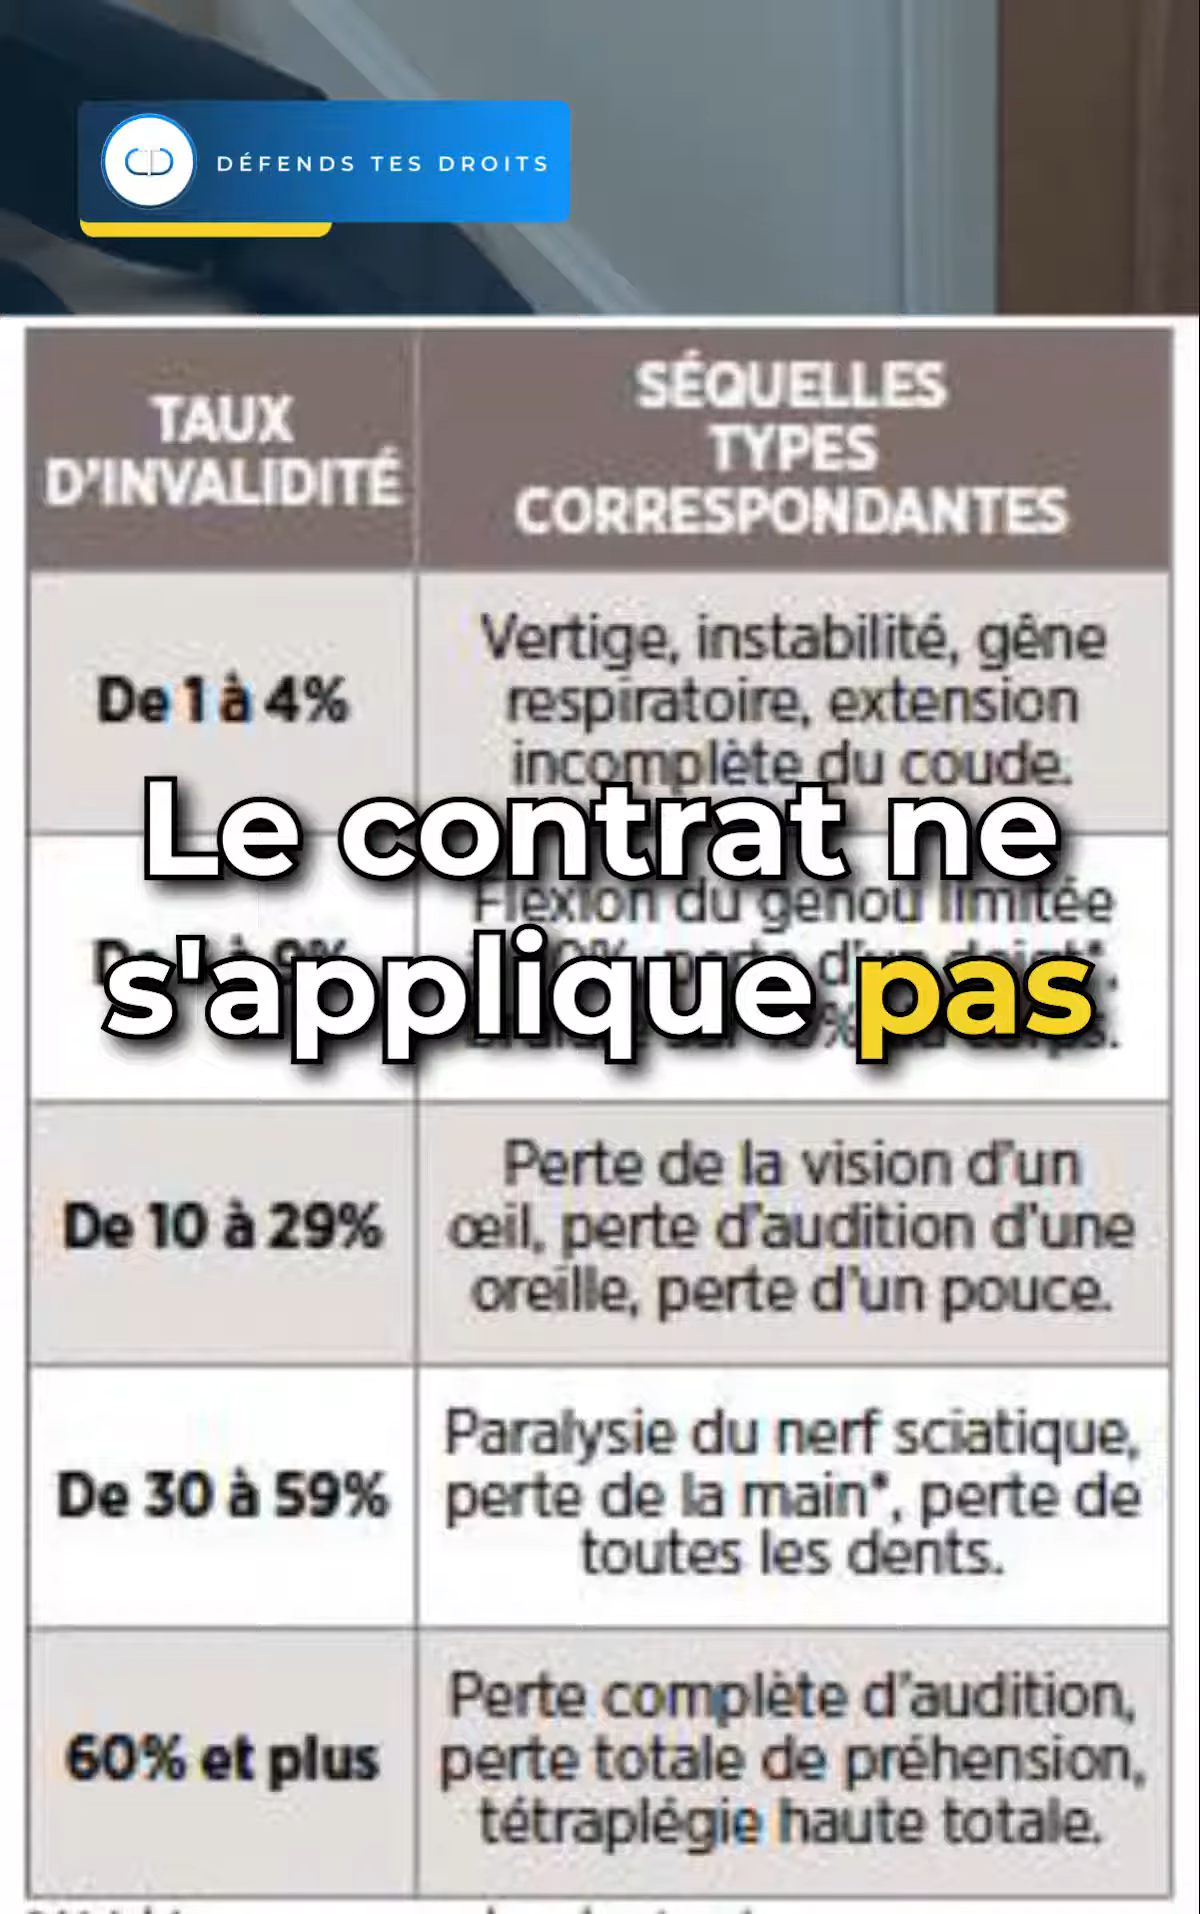 DÉFENDS TES DROITS
TAUX
D'INVALIDITÉ
SÉQUELLES
TYPES
CORRESPONDANTES
De 1 à 4%
Vertige, instabilité, gêne
respiratoire, extension
incomplète du coude.
Le contrat ne
s'applique pas
Flexion du genou limitée
De 10 à 29%
Perte de la vision d'un
œil, perte d'audition d'une
oreille, perte d'un pouce.
De 30 à 59%
Paralysie du nerf sciatique,
perte de la main*, perte de
toutes les dents.
60% et plus
Perte complète d'audition,
perte totale de préhension,
tétraplégie haute totale.